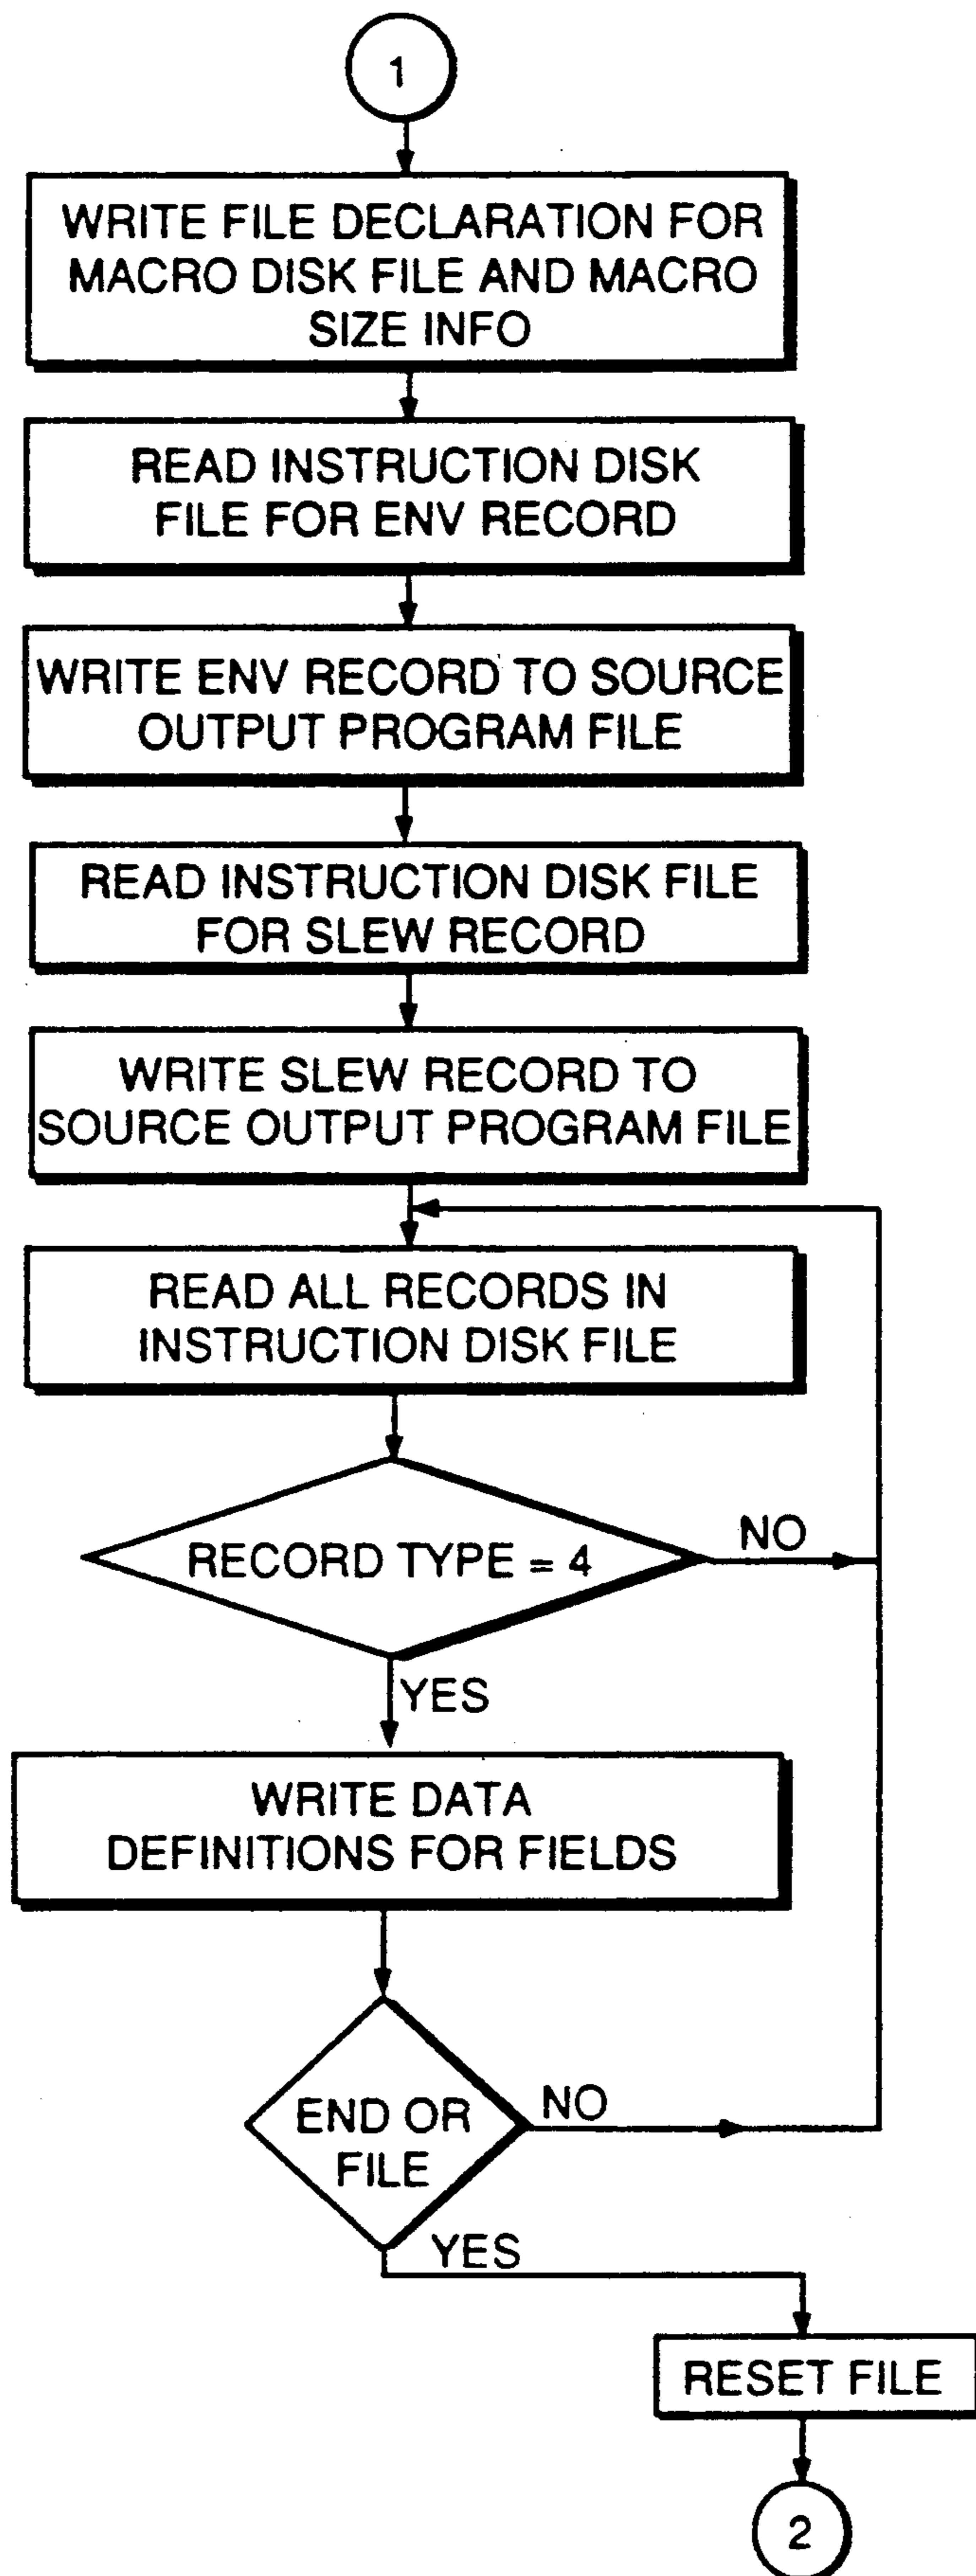 1
WRITE FILE DECLARATION FOR
MACRO DISK FILE AND MACRO
SIZE INFO
READ INSTRUCTION DISK
FILE FOR ENV RECORD
WRITE ENV RECORD TO SOURCE
OUTPUT PROGRAM FILE
READ INSTRUCTION DISK FILE
FOR SLEW RECORD
WRITE SLEW RECORD TO
SOURCE OUTPUT PROGRAM FILE
READ ALL RECORDS IN
INSTRUCTION DISK FILE
RECORD TYPE = 4
NO
YES
WRITE DATA
DEFINITIONS FOR FIELDS
END OR
FILE
NO
YES
RESET FILE
2